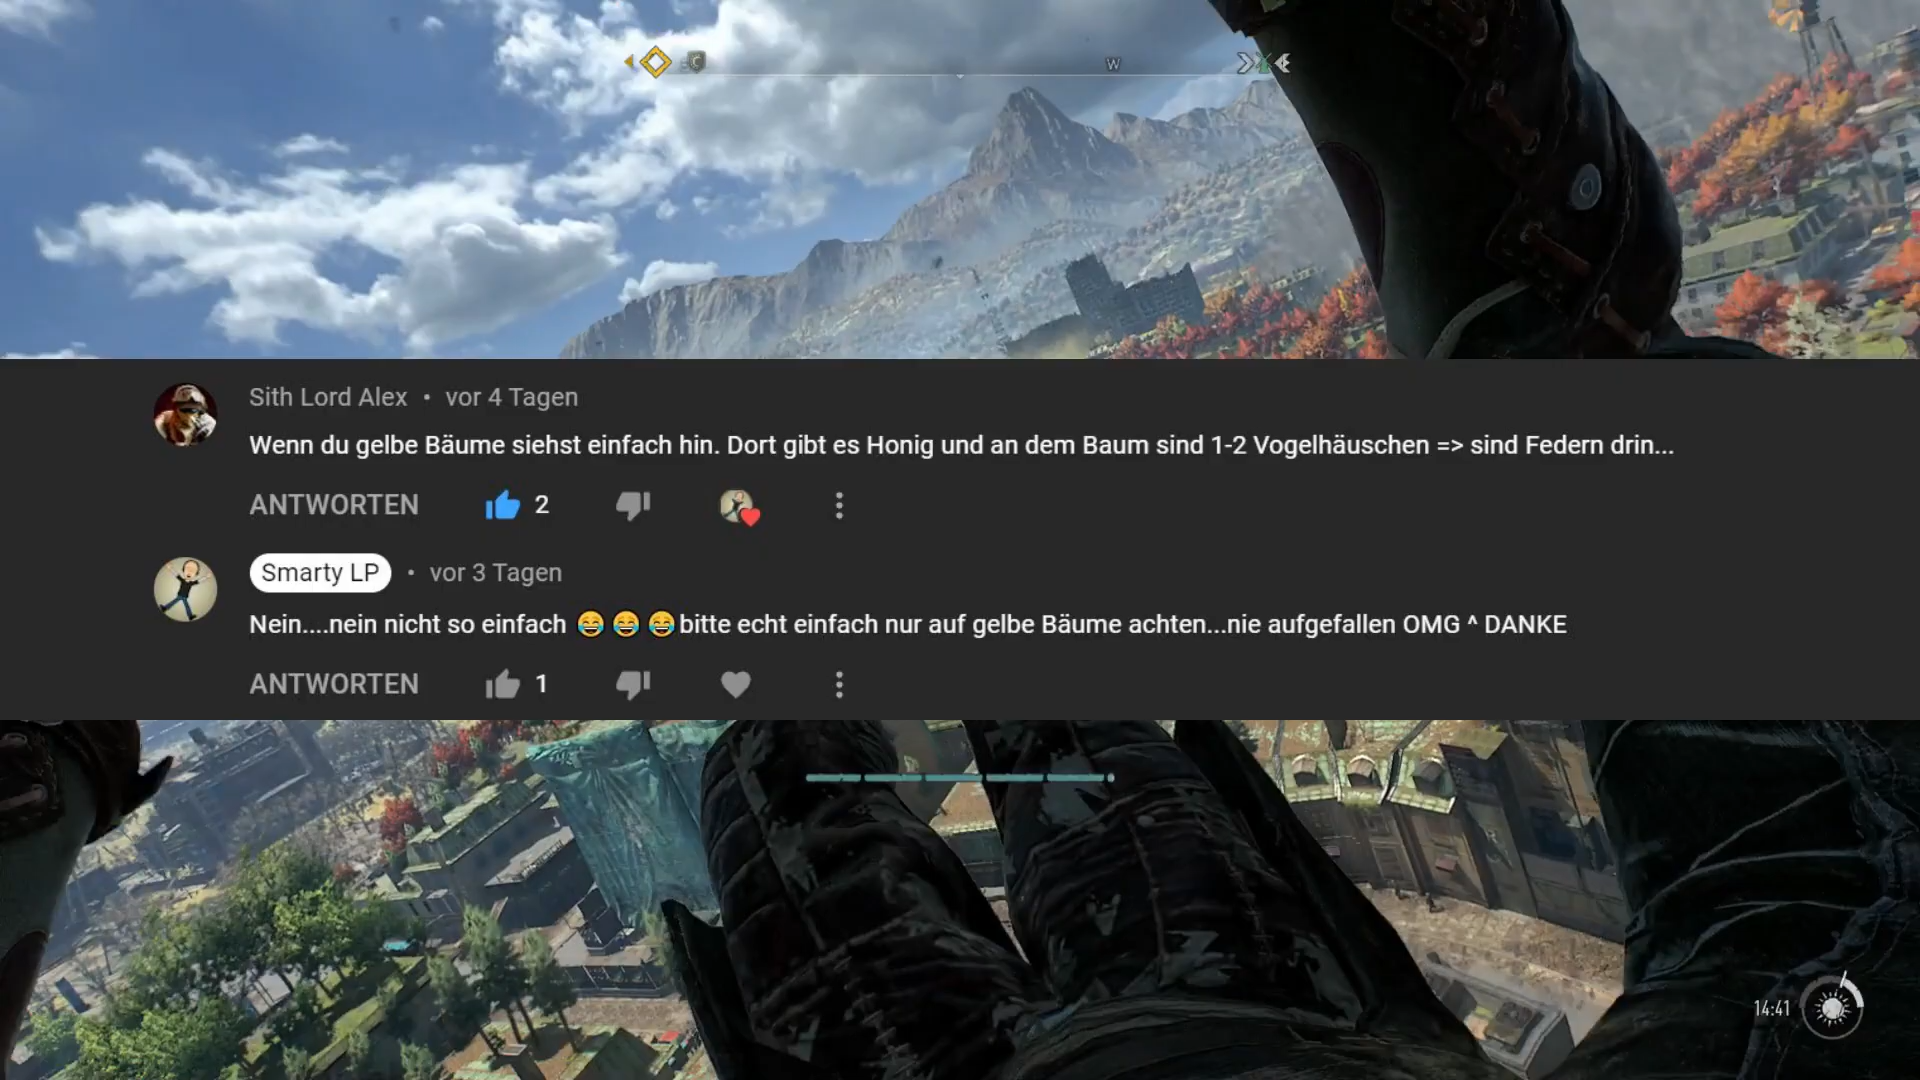 W
Sith Lord Alex • vor 4 Tagen
Wenn du gelbe Bäume siehst einfach hin. Dort gibt es Honig und an dem Baum sind 1-2 Vogelhäuschen => sind Federn drin...
ANTWORTEN 2
Smarty LP • vor 3 Tagen
Nein....nein nicht so einfach 😂 😂 😂 bitte echt einfach nur auf gelbe Bäume achten...nie aufgefallen OMG ^ DANKE
ANTWORTEN 1
14:41